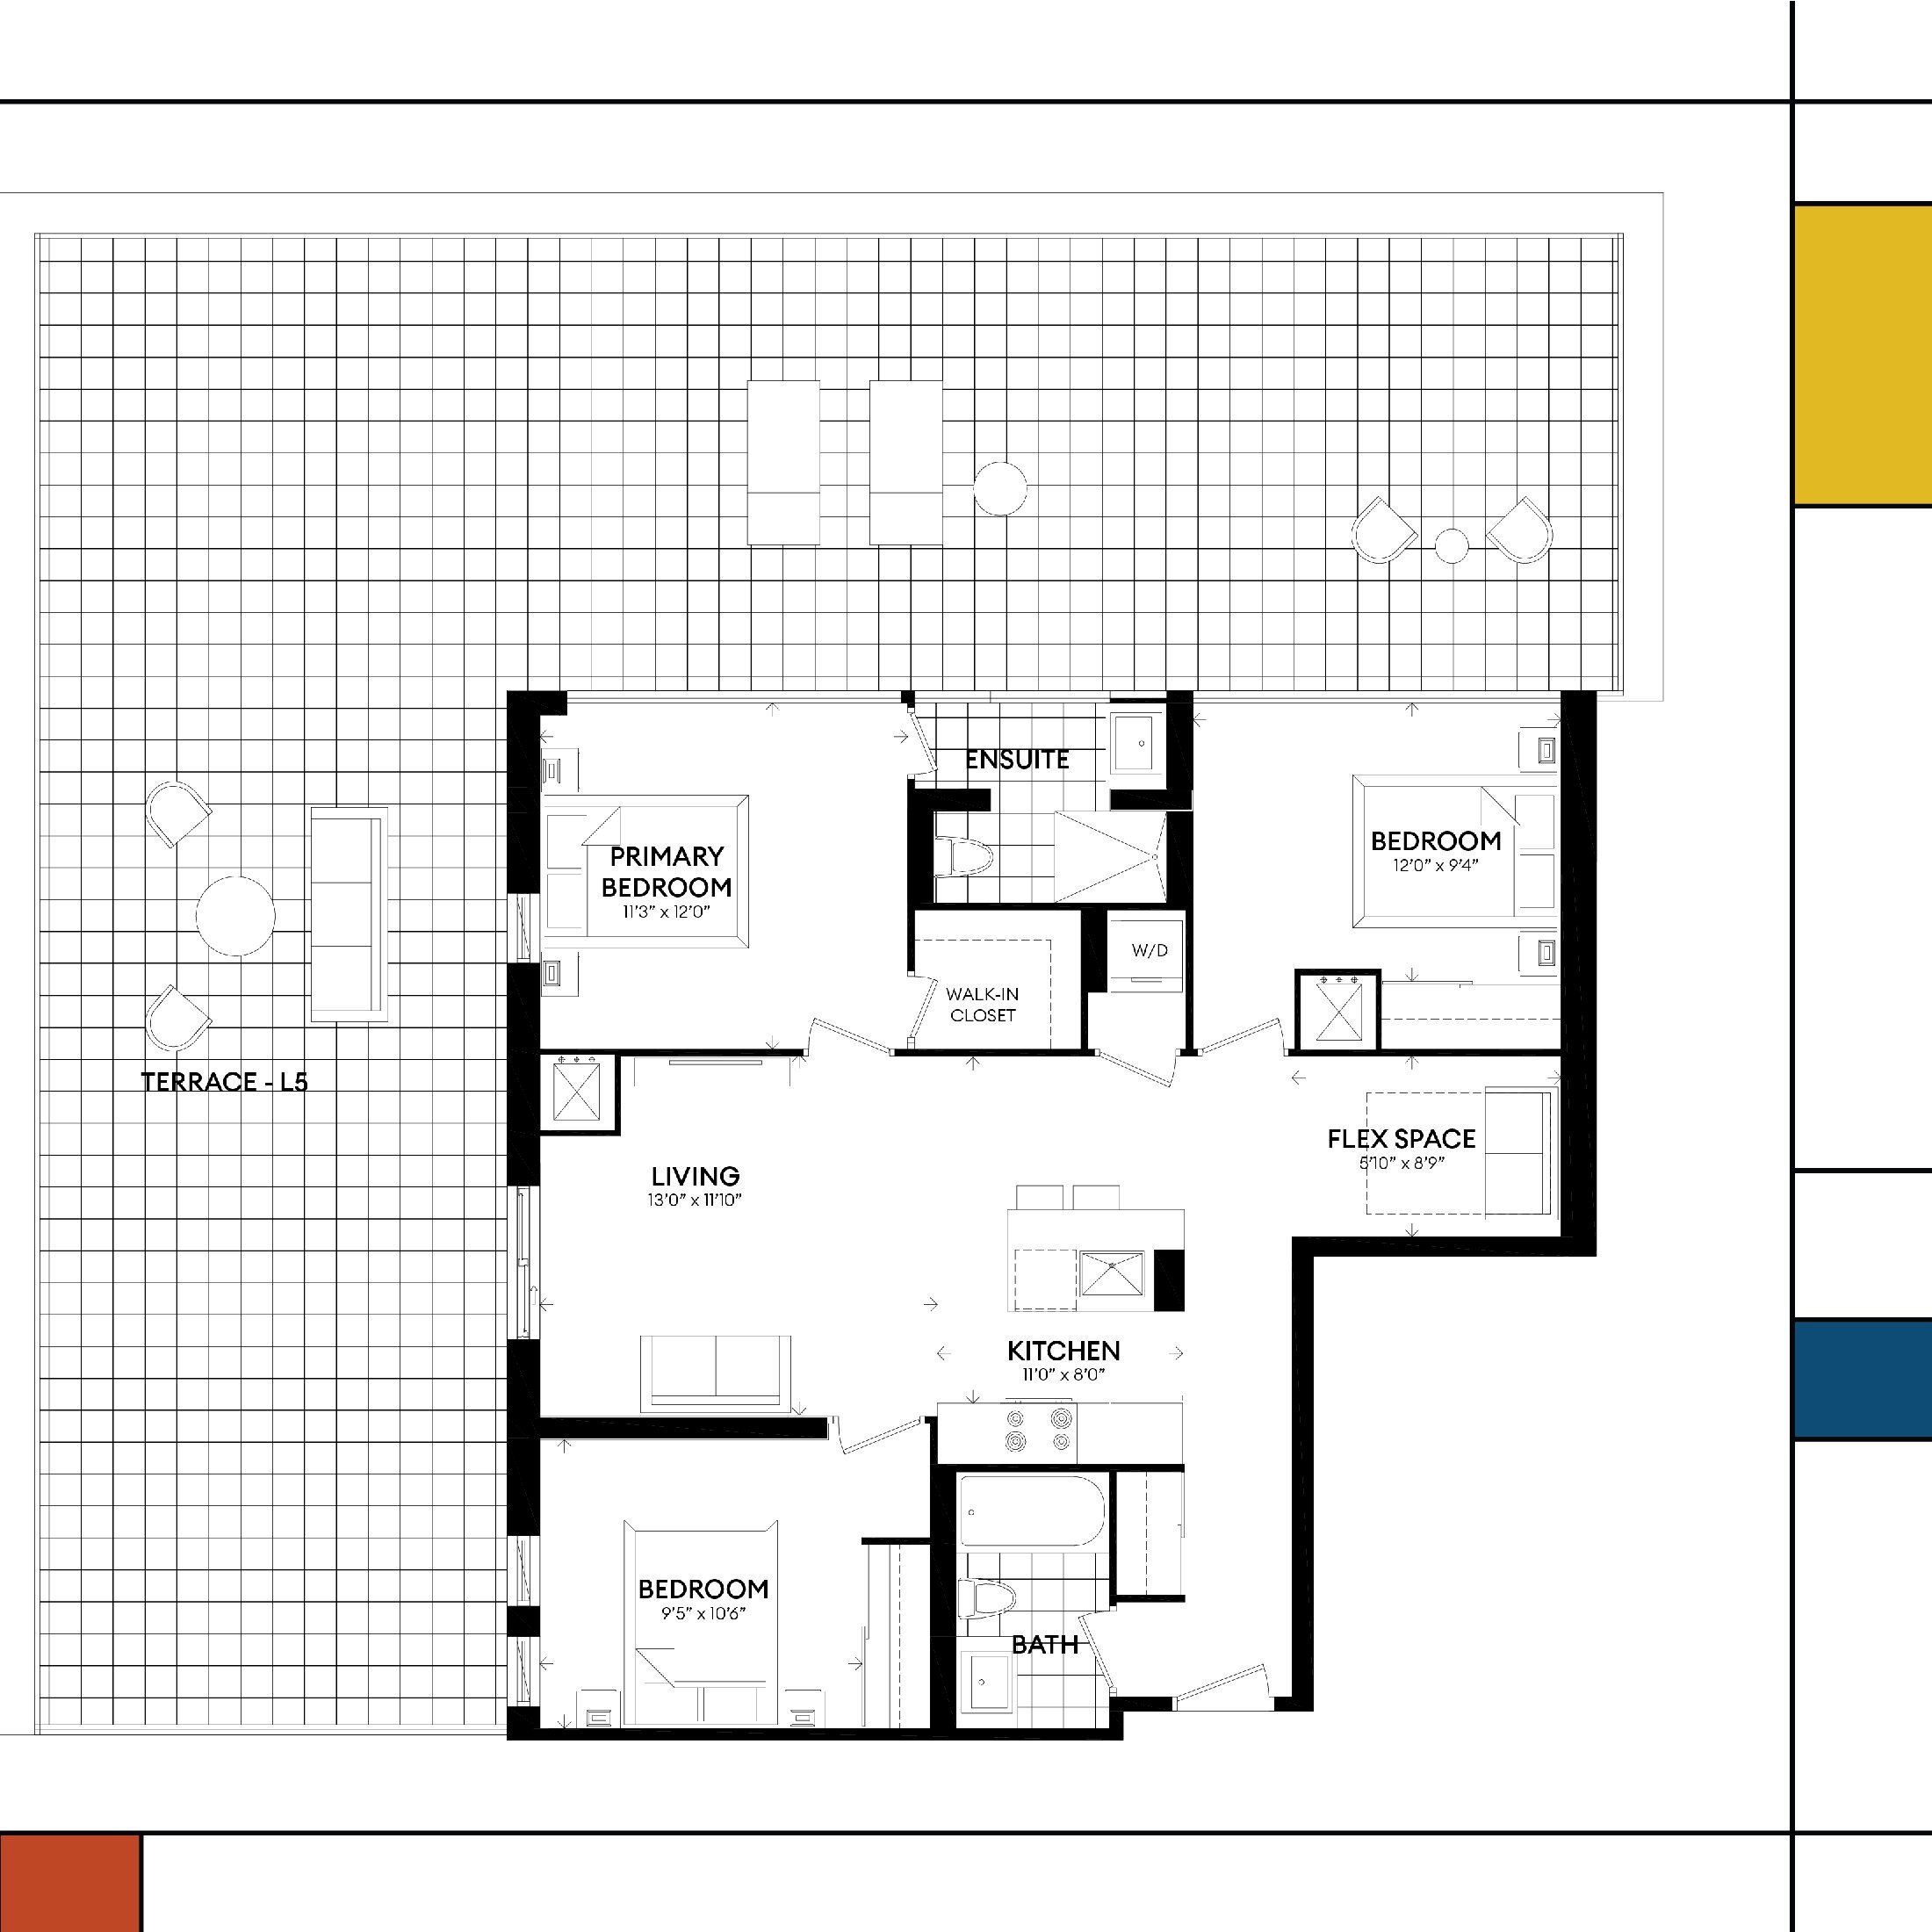 ENSUITE
BEDROOM
12'0" x 9'4"
PRIMARY
BEDROOM
11'3" x 12'0"
W/D
WALK-IN
CLOSET
TERRACE - L5
FLEX SPACE
5'10" x 8'9"
LIVING
13'0" x 11'10"
KITCHEN
11'0" x 8'0"
BEDROOM
9'5" x 10'6"
BATH